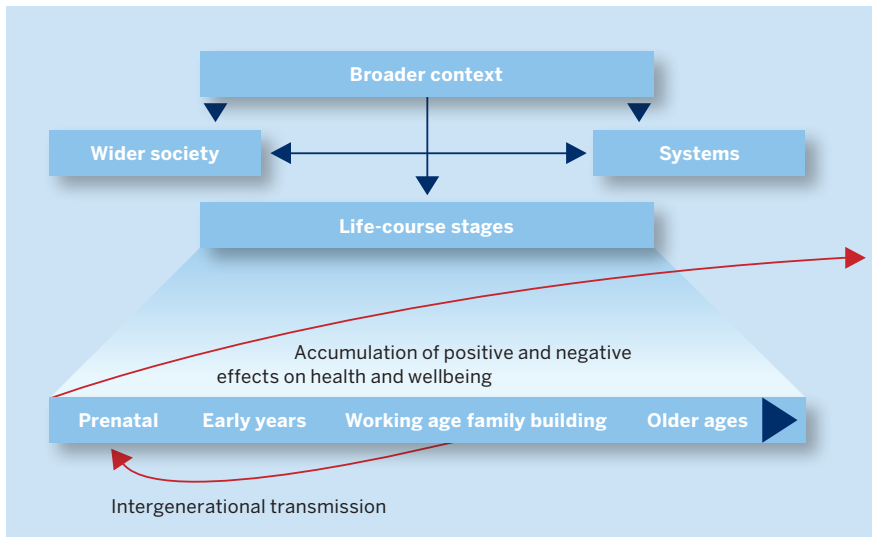 Broader context
Wider society
Systems
Life-course stages
Accumulation of positive and negative
effects on health and wellbeing
Prenatal
Early years
Working age family building
Older ages
Intergenerational transmission